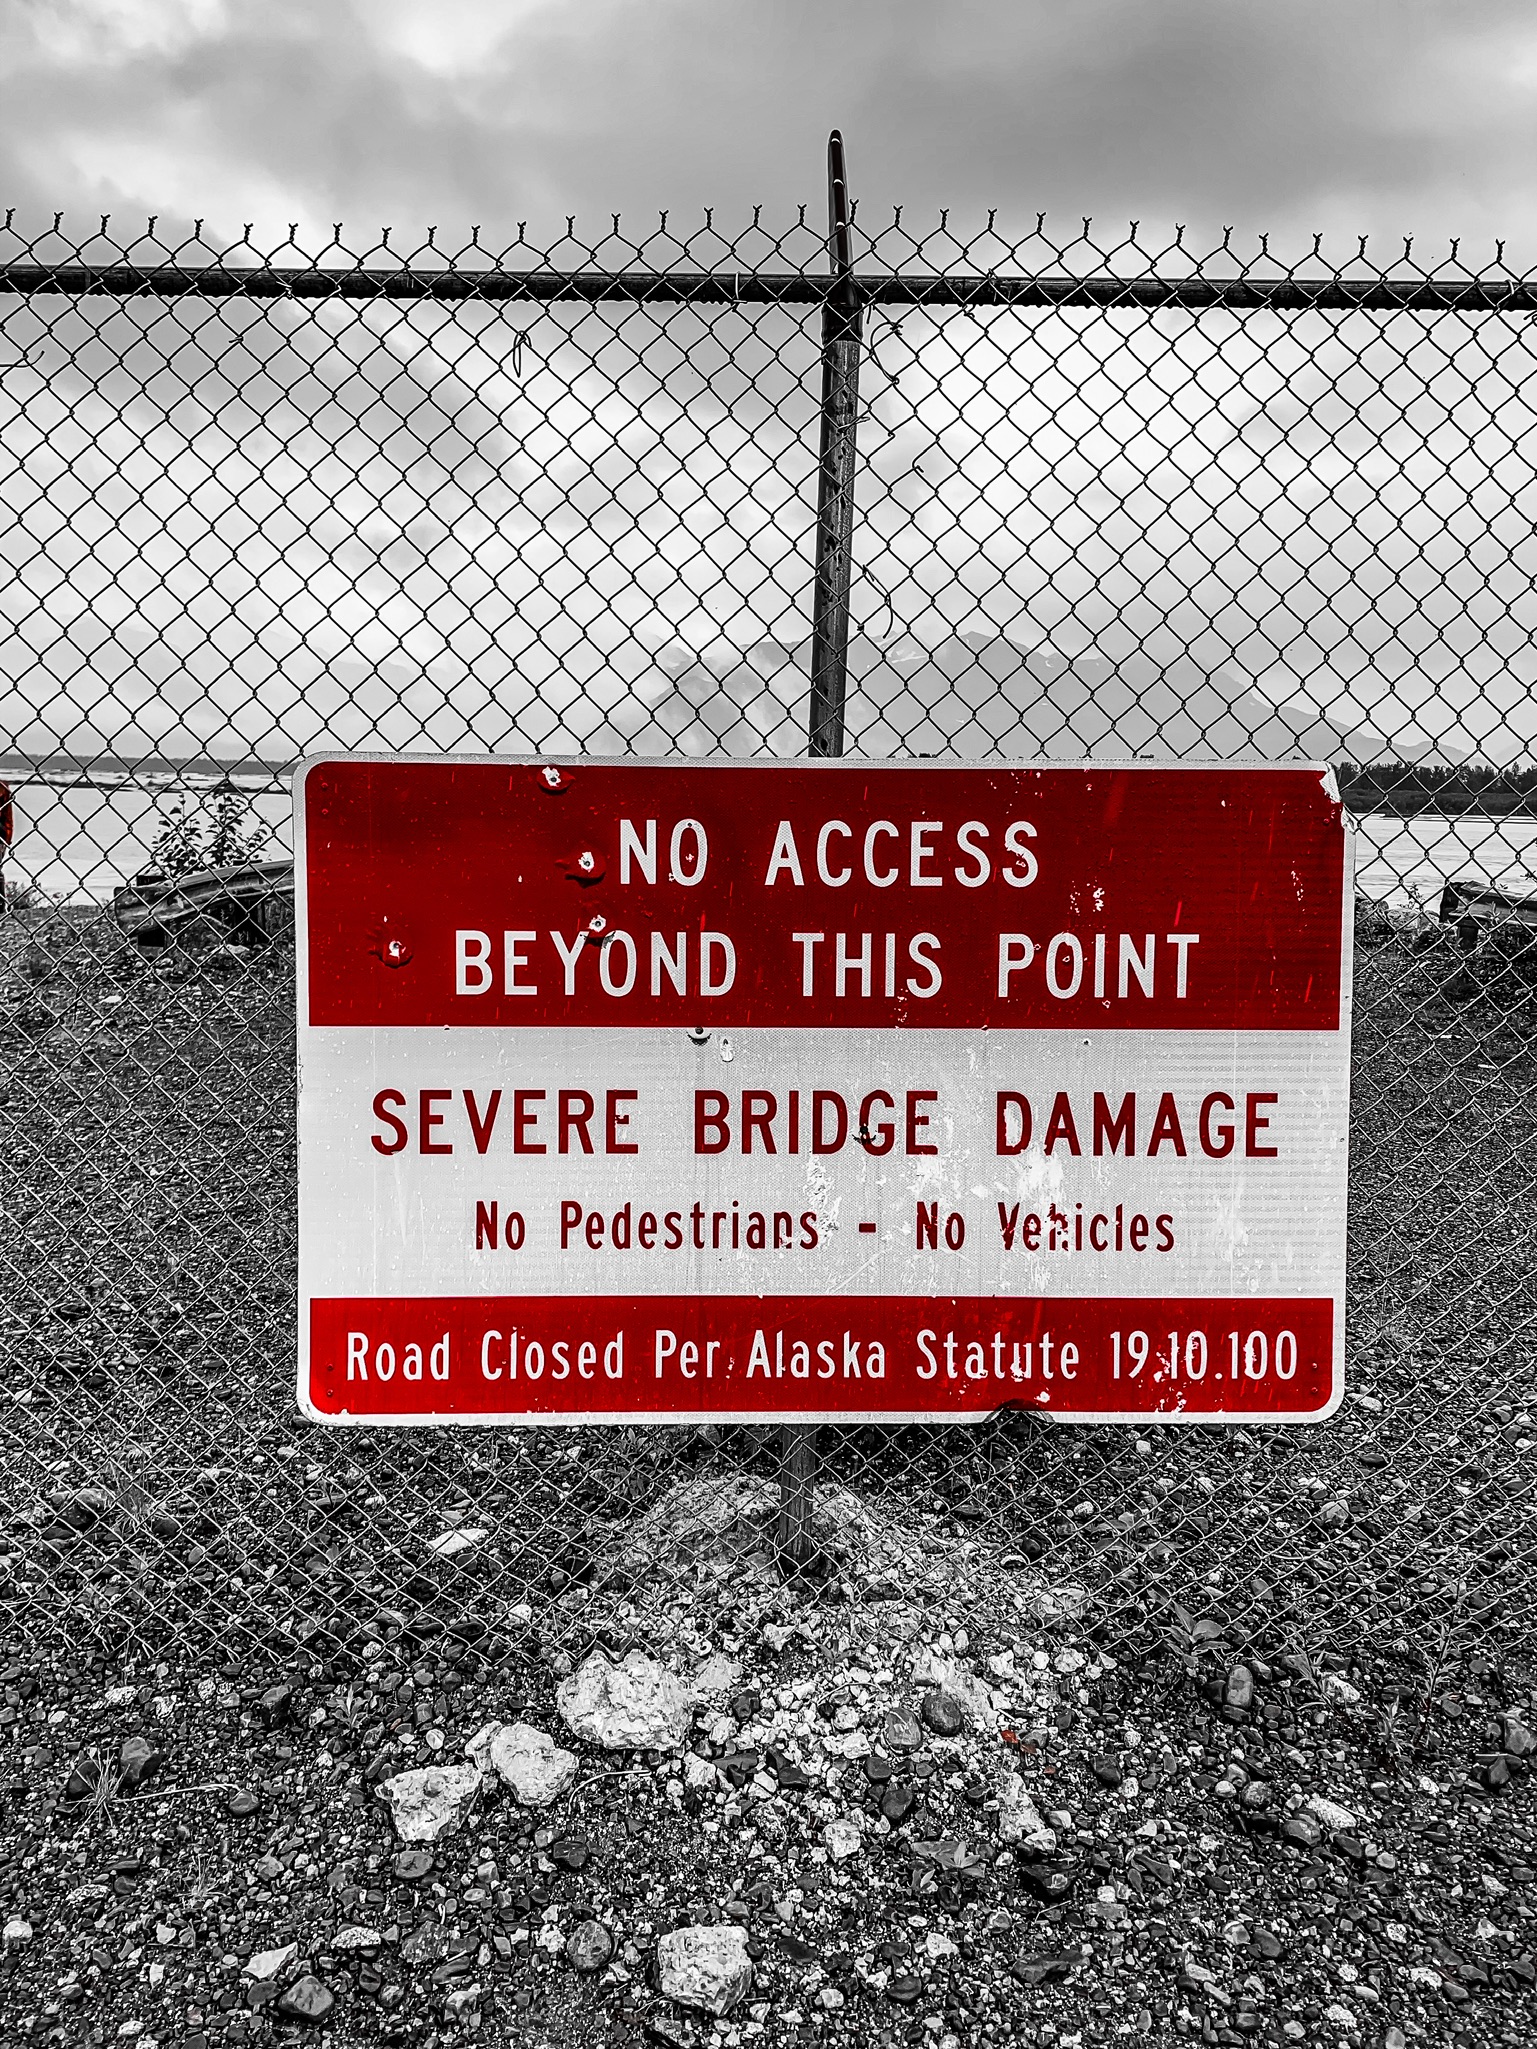 NO ACCESS
BEYOND THIS POINT
SEVERE BRIDGE DAMAGE
No Pedestrians - No Vehicles
Road Closed Per Alaska Statute 19.10.100